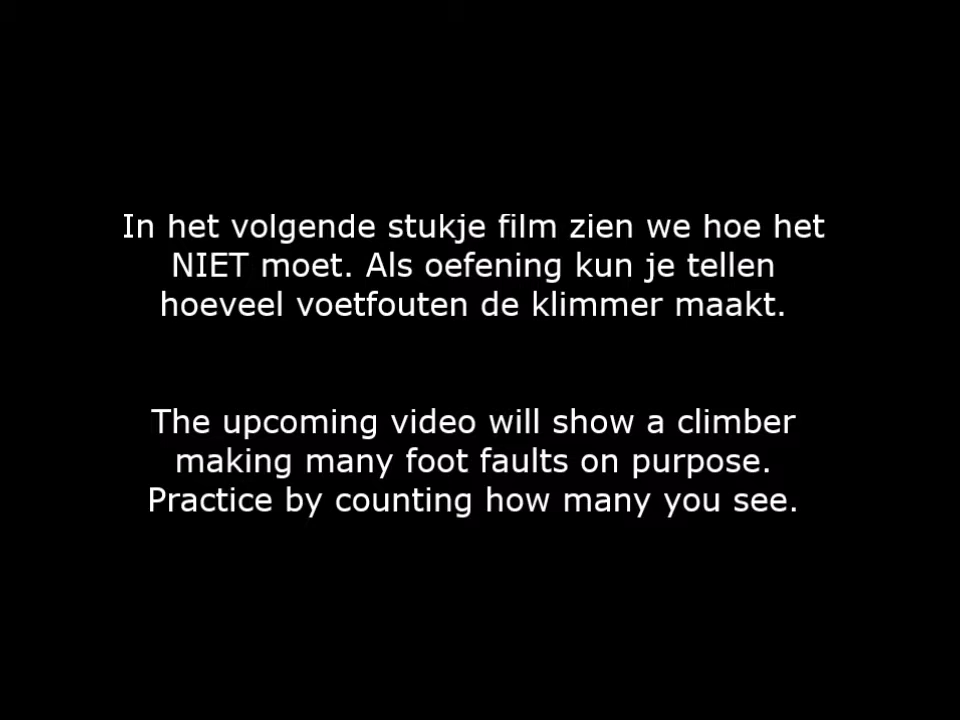 In het volgende stukje film zien we hoe het
NIET moet. Als oefening kun je tellen
hoeveel voetfouten de klimmer maakt.
The upcoming video will show a climber
making many foot faults on purpose.
Practice by counting how many you see.